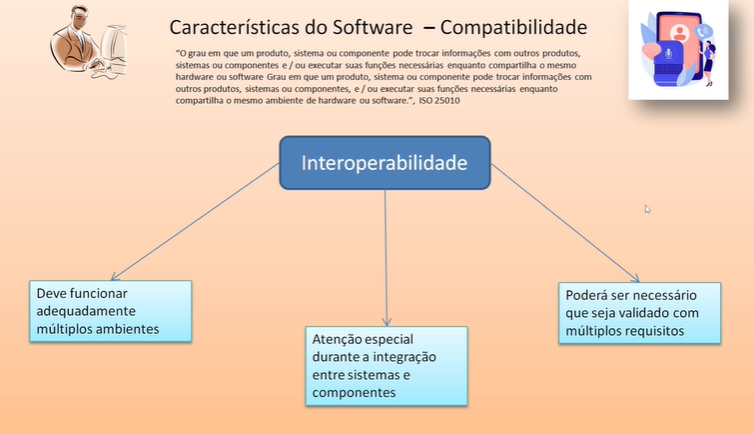 Características do Software – Compatibilidade
“O grau em que um produto, sistema ou componente pode trocar informações com outros produtos,
sistemas ou componentes e / ou executar suas funções necessárias enquanto compartilha o mesmo
hardware ou software Grau em que um produto, sistema ou componente pode trocar informações com
outros produtos, sistemas ou componentes, e / ou executar suas funções necessárias enquanto
compartilha o mesmo ambiente de hardware ou software.”, ISO 25010
Interoperabilidade
Deve funcionar
adequadamente
múltiplos ambientes
Atenção especial
durante a integração
entre sistemas e
componentes
Poderá ser necessário
que seja validado com
múltiplos requisitos